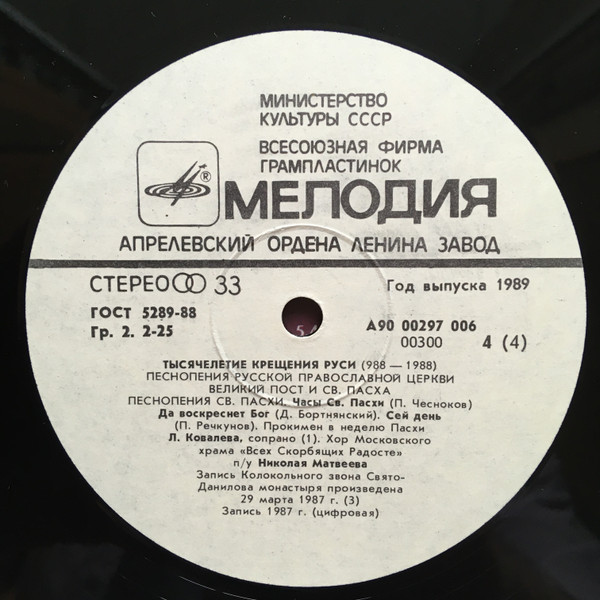 МИНИСТЕРСТВО
КУЛЬТУРЫ СССР
ВСЕСОЮЗНАЯ ФИРМА
ГРАМПЛАСТИНОК
®
МЕЛОДИЯ
АПРЕЛЕВСКИЙ ОРДЕНА ЛЕНИНА ЗАВОД
СТЕРЕО 33
Год выпуска 1989
ГОСТ 5289-88
Гр. 2. 2-25
А90 00297 006
00300 4 (4)
ТЫСЯЧЕЛЕТИЕ КРЕЩЕНИЯ РУСИ (988 — 1988)
ПЕСНОПЕНИЯ РУССКОЙ ПРАВОСЛАВНОЙ ЦЕРКВИ
ВЕЛИКИЙ ПОСТ И СВ. ПАСХА
ПЕСНОПЕНИЯ СВ. ПАСХИ. Часы Св. Пасхи (П. Чесноков)
Да воскреснет Бог (Д. Бортнянский). Сей день
(П. Речкунов). Прокимен в неделю Пасхи
Л. Ковалева, сопрано (1). Хор Московского
храма «Всех Скорбящих Радосте»
п/у Николая Матвеева
Запись Колокольного звона Свято-
Данилова монастыря произведена
29 марта 1987 г. (3)
Запись 1987 г. (цифровая)